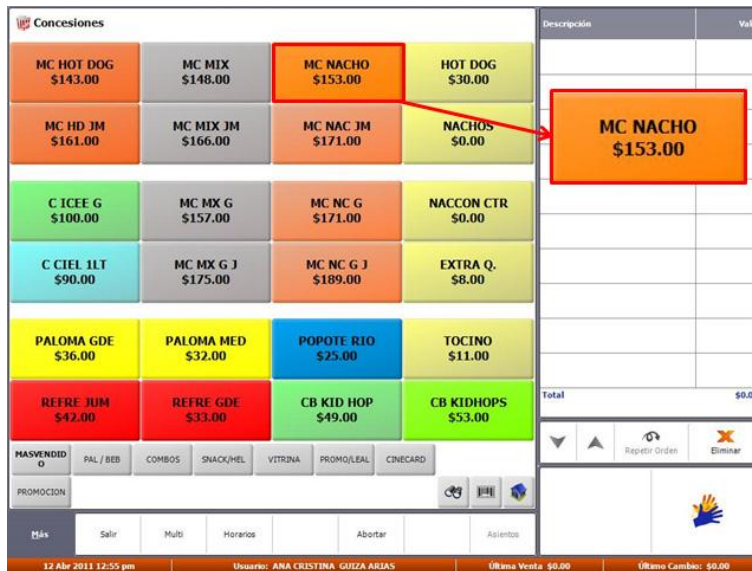 Concesiones
Descripción
MC HOT DOG
$143.00
MC MIX
$148.00
MC NACHO
$153.00
HOT DOG
$30.00
MC NACHO
$153.00
MC HD JM
$161.00
MC MIX JM
$166.00
MC NAC JM
$171.00
NACHOS
$0.00
C ICEE G
$100.00
MC MX G
$157.00
MC NC G
$171.00
NACCON CTR
$0.00
C CIEL 1LT
$90.00
MC MX G J
$175.00
MC NC G J
$189.00
EXTRA Q.
$8.00
PALOMA GDE
$36.00
PALOMA MED
$32.00
POPOTE RIO
$25.00
TOCINO
$11.00
REFRE JUM
$42.00
REFRE GDE
$33.00
CB KID HOP
$49.00
CB KIDHOPS
$53.00
Total
MASVENDID
O
PAL / BEB
COMBOS
SNACK/HEL
VITRINA
PROMO/LEAL
CINECARD
Repetir Orden
Eliminar
PROMOCION
Más
Salir
Multi
Horarios
Abortar
Asientos
12 Abr 2011 12:55 pm
Usuario: ANA CRISTINA GUIZA ARIAS
Última Venta $0.00
Último Cambio: $0.00